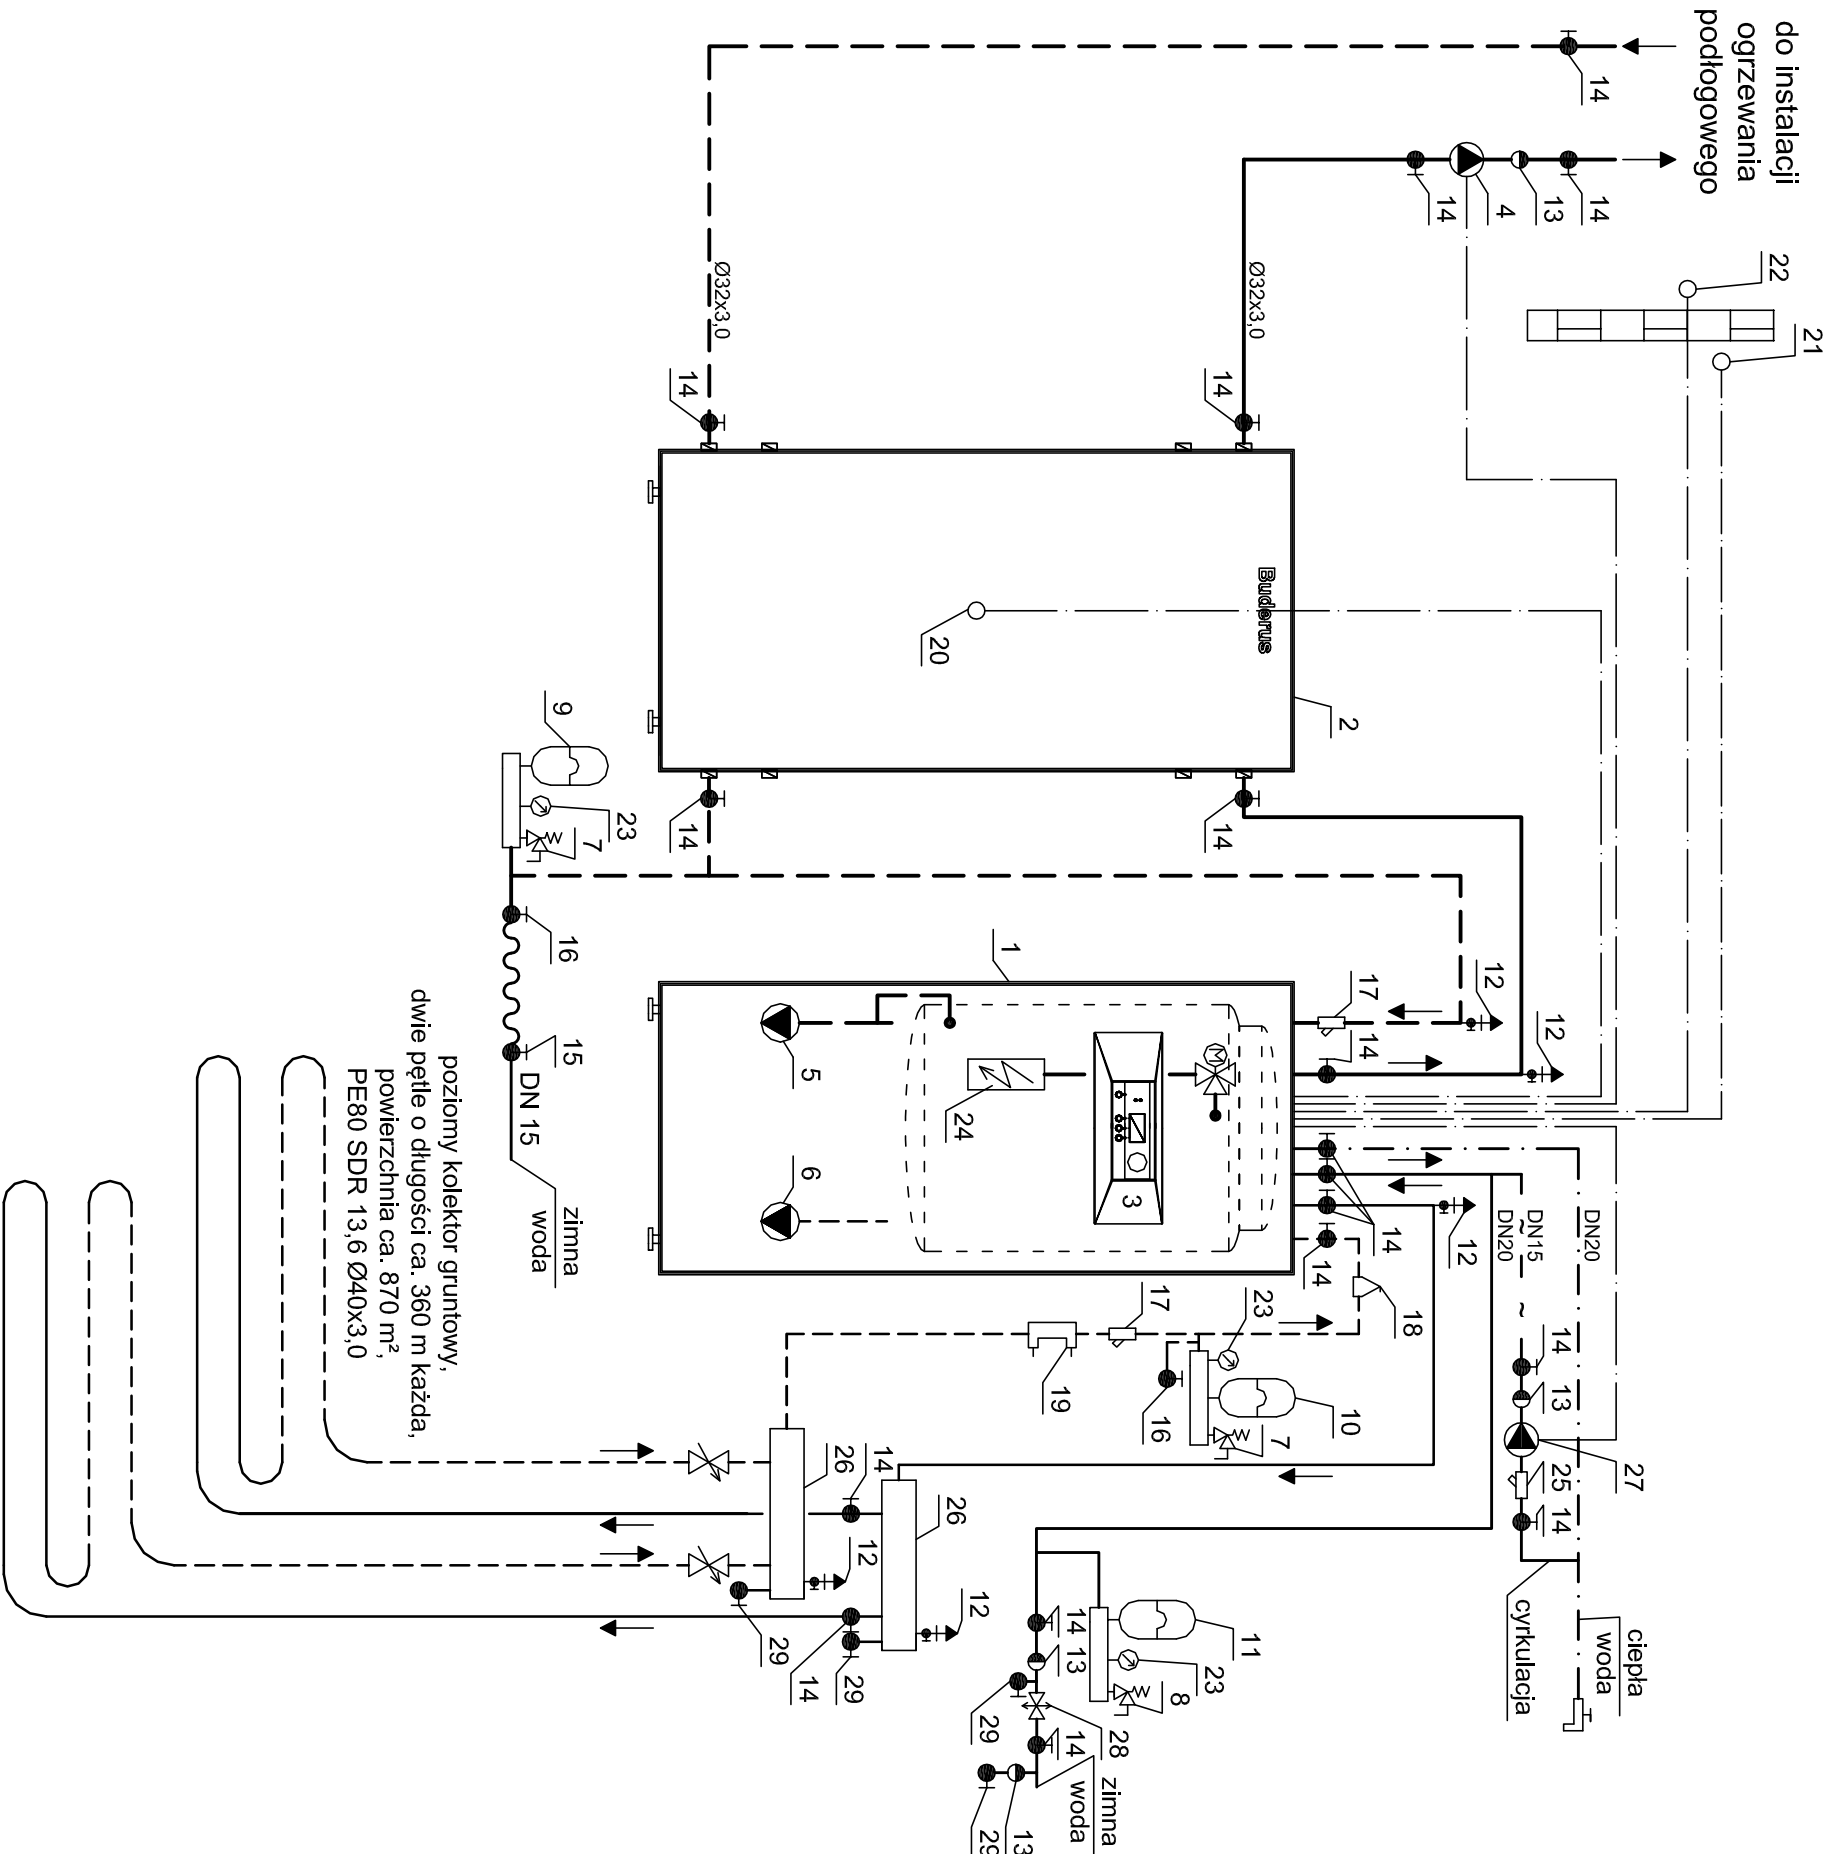 do instalacji
ogrzewania
podłogowego
14
14
13
4
14
22
21
Ø32x3,0
Ø32x3,0
14
14
Buderus
20
2
14
14
9
23
7
16
15
DN 15
zimna
woda
1
17
12
12
14
5
24
3
6
14
14
12
DN20
DN15
~
~
DN20
14
13
27
25
14
cyrkulacja
ciepła
woda
18
17
23
10
7
16
19
poziomy kolektor gruntowy,
dwie pętle o długości ca. 360 m każda,
powierzchnia ca. 870 m²,
PE80 SDR 13,6 Ø40x3,0
26
14
26
12
12
29
14
29
11
23
8
14
13
29
28
14
zimna
woda
13
29
M